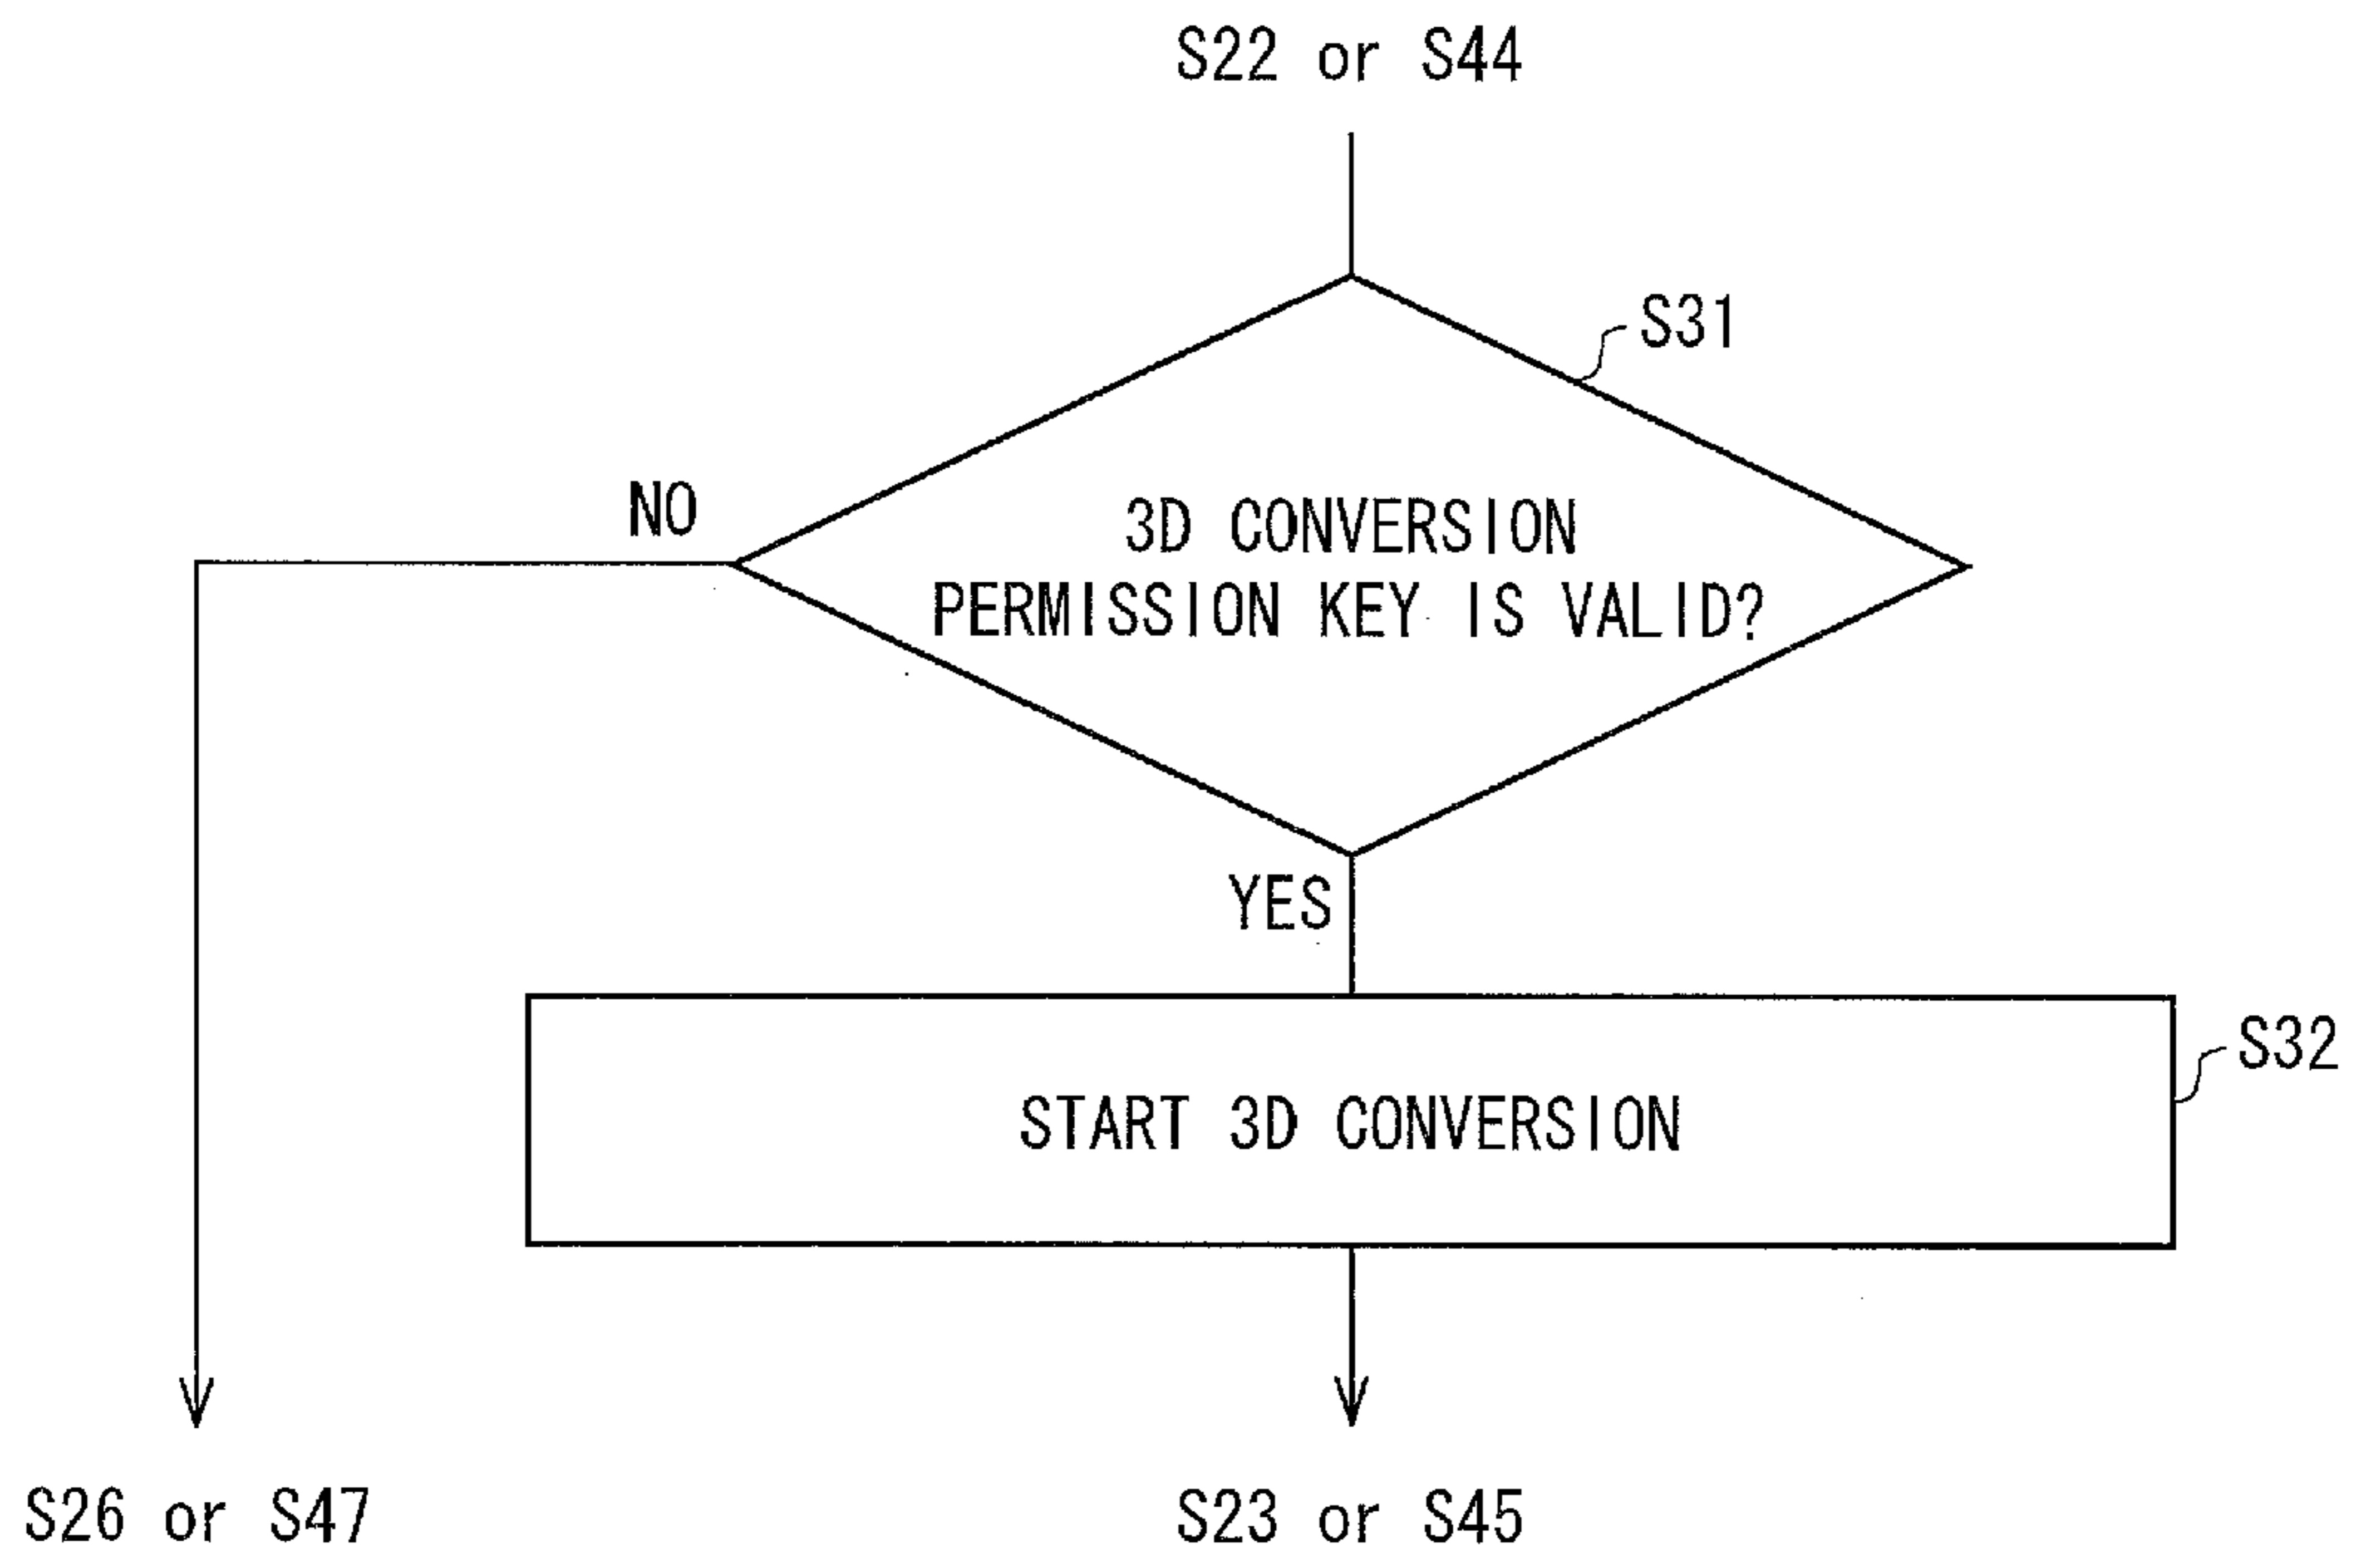 S22 or S44
S31
NO
3D CONVERSION
PERMISSION KEY IS VALID?
YES
S32
START 3D CONVERSION
S26 or S47
S23 or S45